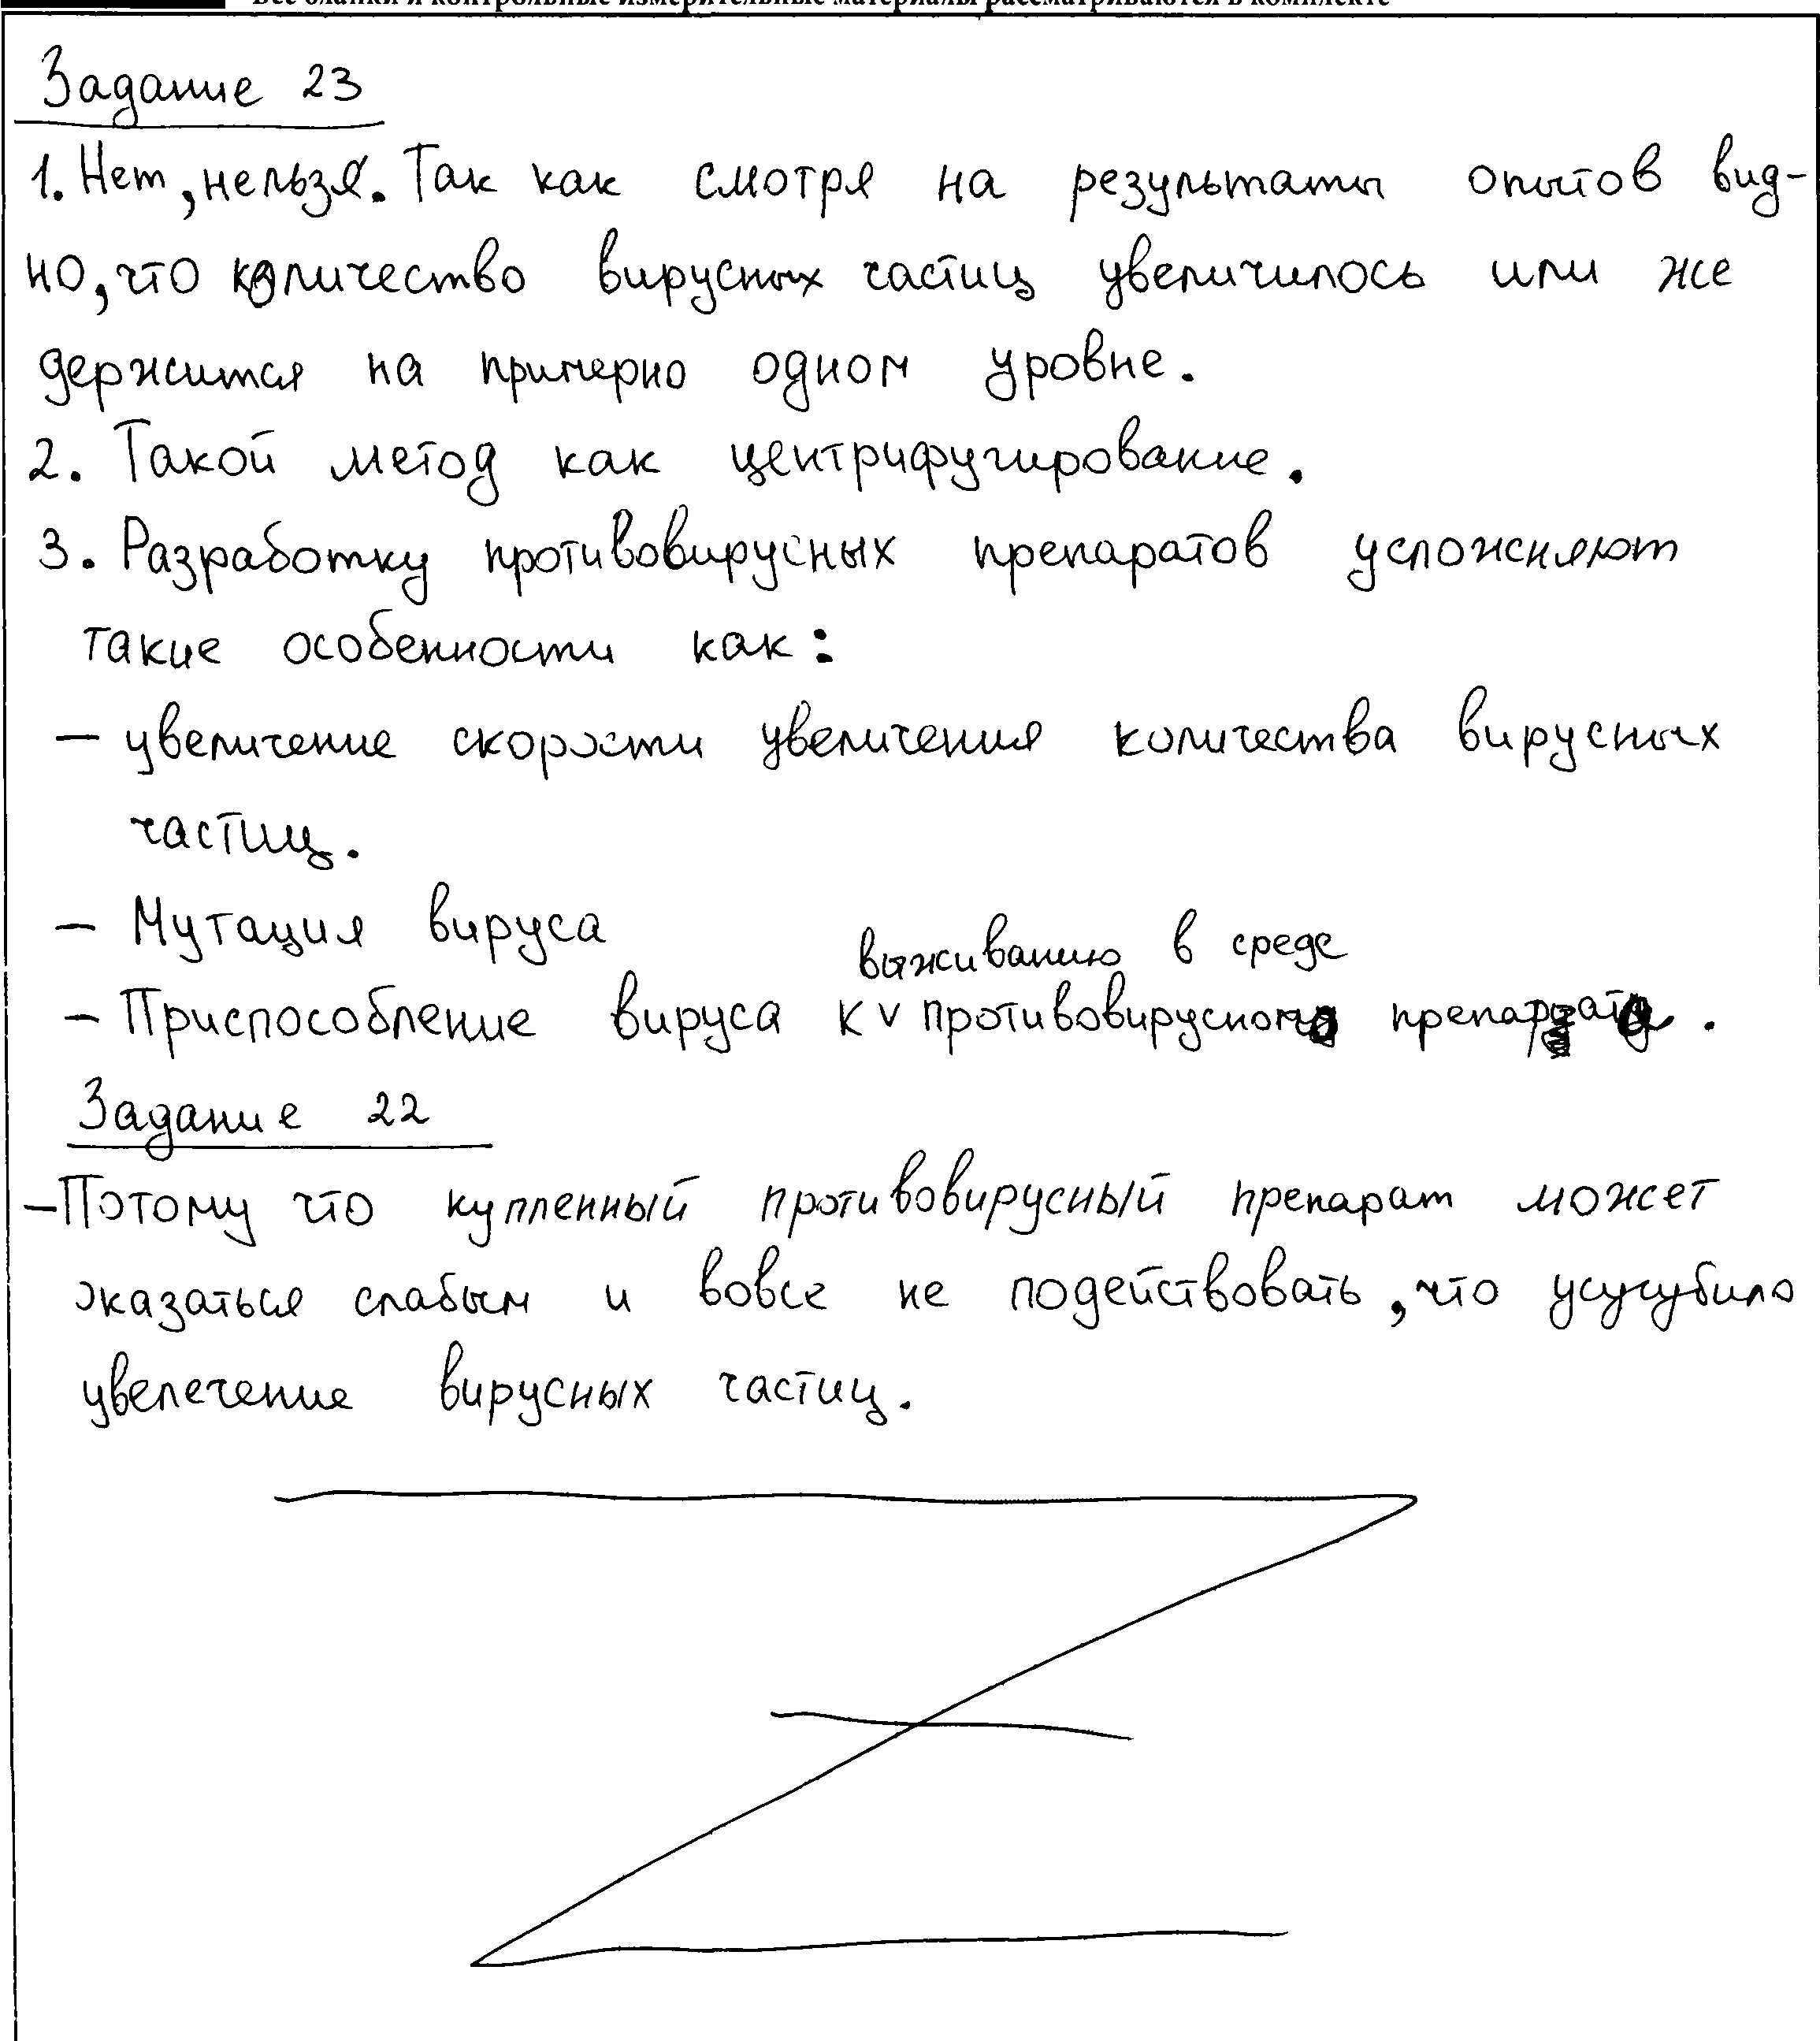 Все бланки и контрольные измерительные материалы рассматриваются в комплекте
Задание 23
1. Нет, нельзя. Так как смотря на результаты опытов вид-
но, что количество вирусных частиц увеличилось или же
держится на примерно одном уровне.
2. Такой метод как центрифугирование.
3. Разработку противовирусных препаратов усложняют
такие особенности как:
– увеличение скорости увеличения количества вирусных
частиц.
– Мутация вируса
выживанию в среде
– Приспособление вируса к v противовирусного препарата.
Задание 22
– Потому что купленный противовирусный препарат может
оказаться слабым и вовсе не подействовать, что усугубило
увелечение вирусных частиц.